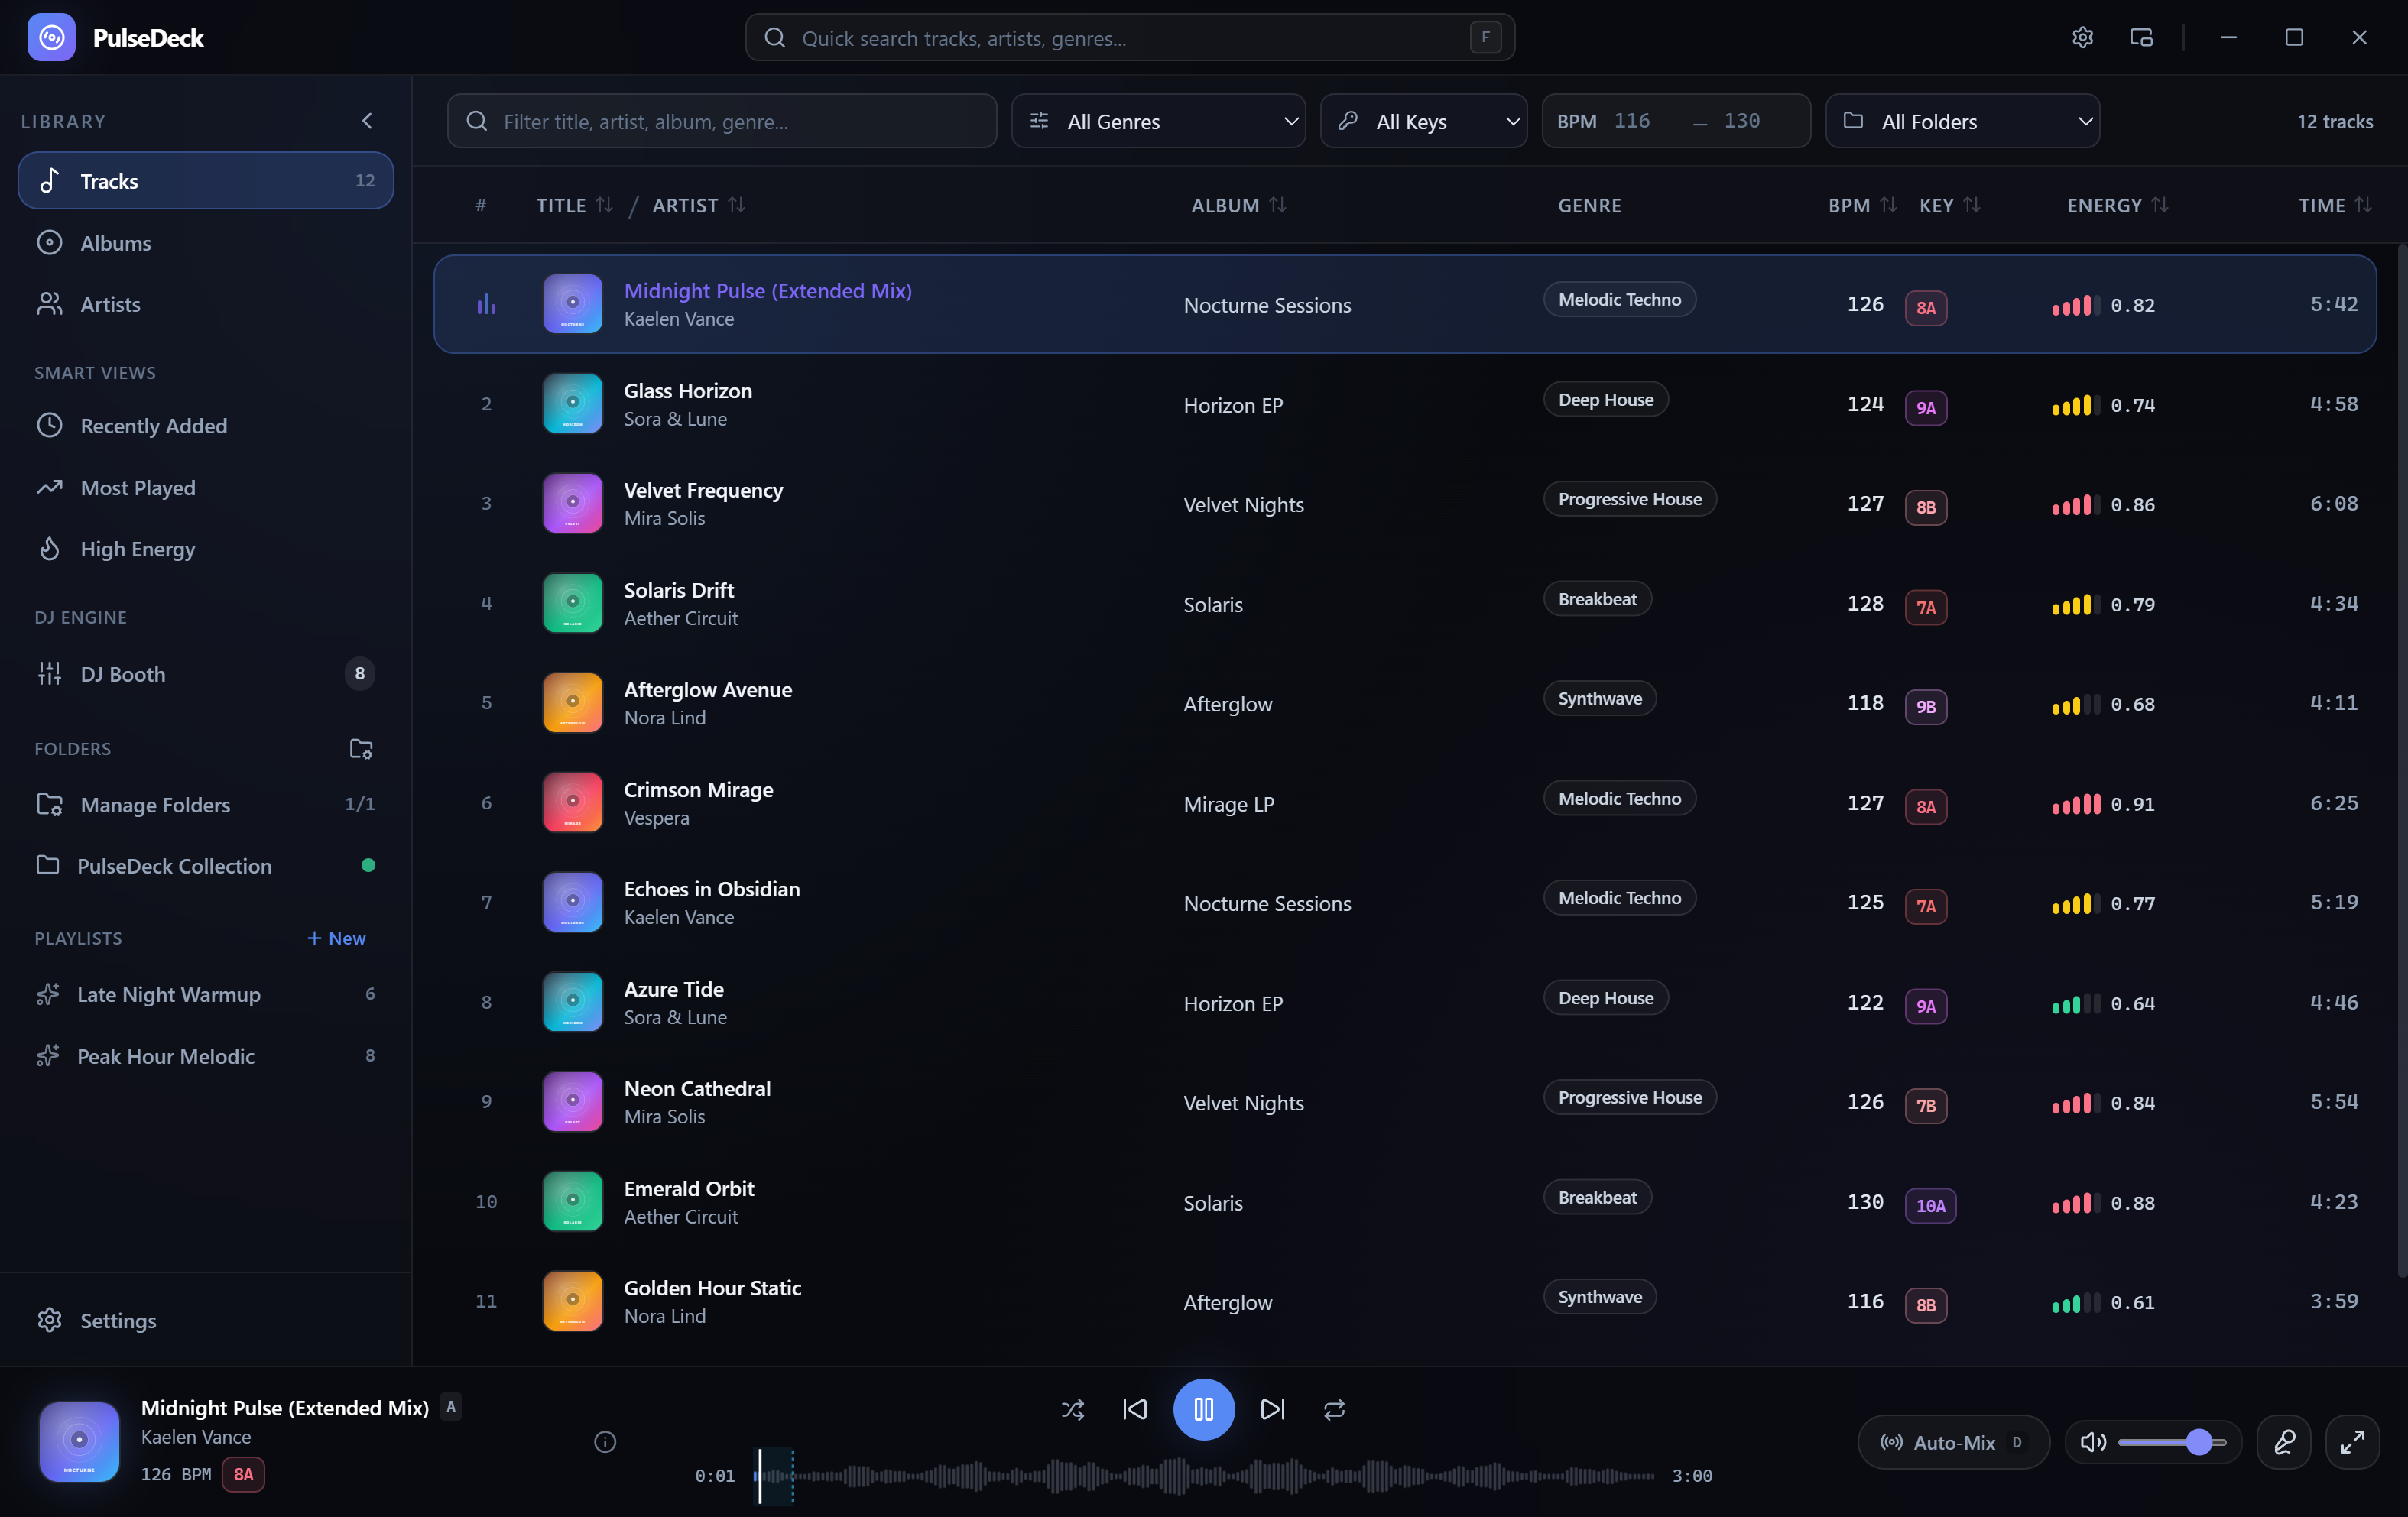 PulseDeck
Quick search tracks, artists, genres... F
LIBRARY
Tracks 12
Albums
Artists
SMART VIEWS
Recently Added
Most Played
High Energy
DJ ENGINE
DJ Booth 8
FOLDERS
Manage Folders 1/1
PulseDeck Collection
PLAYLISTS + New
Late Night Warmup 6
Peak Hour Melodic 8
Settings
Filter title, artist, album, genre... All Genres All Keys BPM 116 – 130 All Folders 12 tracks
# TITLE / ARTIST ALBUM GENRE BPM KEY ENERGY TIME
Midnight Pulse (Extended Mix)
Kaelen Vance
Nocturne Sessions Melodic Techno 126 8A 0.82 5:42
2 Glass Horizon
Sora & Lune
Horizon EP Deep House 124 9A 0.74 4:58
3 Velvet Frequency
Mira Solis
Velvet Nights Progressive House 127 8B 0.86 6:08
4 Solaris Drift
Aether Circuit
Solaris Breakbeat 128 7A 0.79 4:34
5 Afterglow Avenue
Nora Lind
Afterglow Synthwave 118 9B 0.68 4:11
6 Crimson Mirage
Vespera
Mirage LP Melodic Techno 127 8A 0.91 6:25
7 Echoes in Obsidian
Kaelen Vance
Nocturne Sessions Melodic Techno 125 7A 0.77 5:19
8 Azure Tide
Sora & Lune
Horizon EP Deep House 122 9A 0.64 4:46
9 Neon Cathedral
Mira Solis
Velvet Nights Progressive House 126 7B 0.84 5:54
10 Emerald Orbit
Aether Circuit
Solaris Breakbeat 130 10A 0.88 4:23
11 Golden Hour Static
Nora Lind
Afterglow Synthwave 116 8B 0.61 3:59
NOCTURNE
Midnight Pulse (Extended Mix) A
Kaelen Vance
126 BPM 8A
0:01 3:00
Auto-Mix D